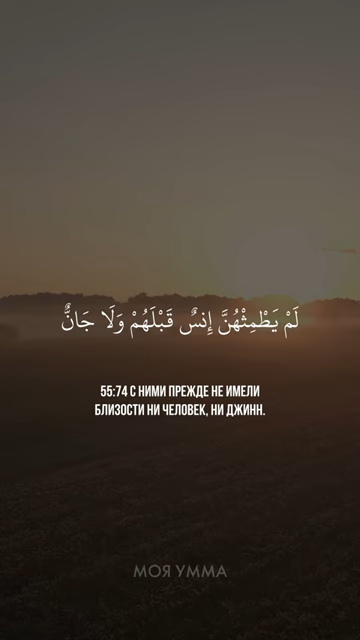 لَمْ يَطْمِثْهُنَّ إِنسٌ قَبْلَهُمْ وَلَا جَانٌّ
55:74 С НИМИ ПРЕЖДЕ НЕ ИМЕЛИ
БЛИЗОСТИ НИ ЧЕЛОВЕК, НИ ДЖИНН.
МОЯ УММА